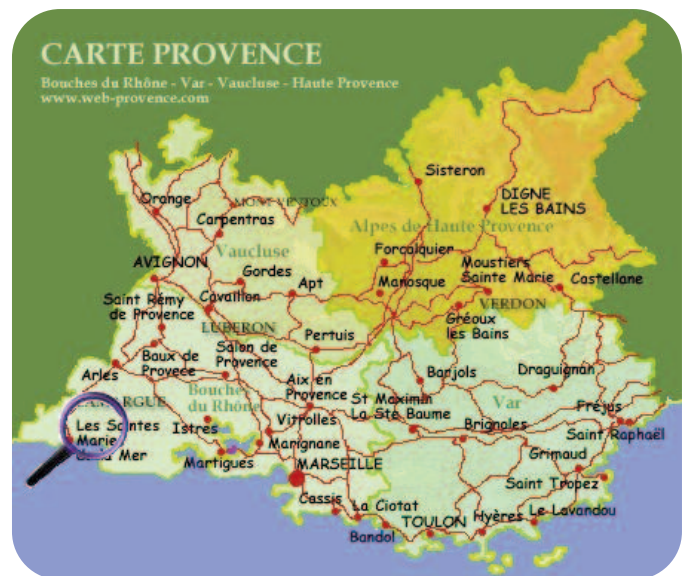 CARTE PROVENCE
Bouches du Rhône - Var - Vaucluse - Haute Provence
www.web-provence.com
Sisteron
Orange
MONT VENTOUX
DIGNE
LES BAINS
Carpentras
Alpes de Haute Provence
Vaucluse
Forcalquier
AVIGNON
Gordes
Moustiers
Sainte Marie
Castellane
Apt
Manosque
Saint Rémy
de Provence
Cavaillon
VERDON
LUBERON
Gréoux
les Bains
Pertuis
Salon de
Provence
Baux de
Provece
Arles
Aix en
Provence
Barjols
Draguignan
Bouches
du Rhône
St Maximin
La Ste Baume
Var
Fréjus
Les Saintes
Marie
Mer
Istres
Vitrolles
Brignales
Saint Raphaël
Marignane
Grimaud
Martigues
MARSEILLE
Saint Tropez
Cassis
La Ciotat
TOULON
Hyères
Le Lavandou
Bandol